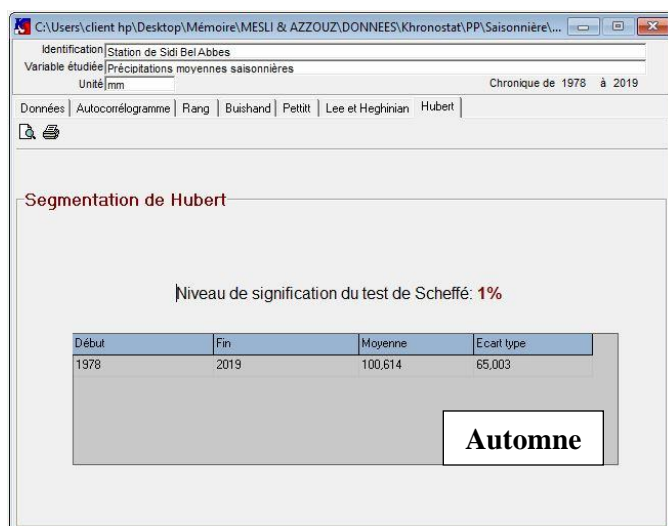 C:\Users\client hp\Desktop\Mémoire\MESLI & AZZOUZ\DONNEES\Khronostat\PP\Saisonnière\...
Identification Station de Sidi Bel Abbes
Variable étudiée Précipitations moyennes saisonnières
Unité mm Chronique de 1978 à 2019
Données Autocorrélogramme Rang Buishand Pettitt Lee et Heghinian Hubert
Segmentation de Hubert
Niveau de signification du test de Scheffé: 1%
Début Fin Moyenne Ecart type
1978 2019 100,614 65,003
Automne